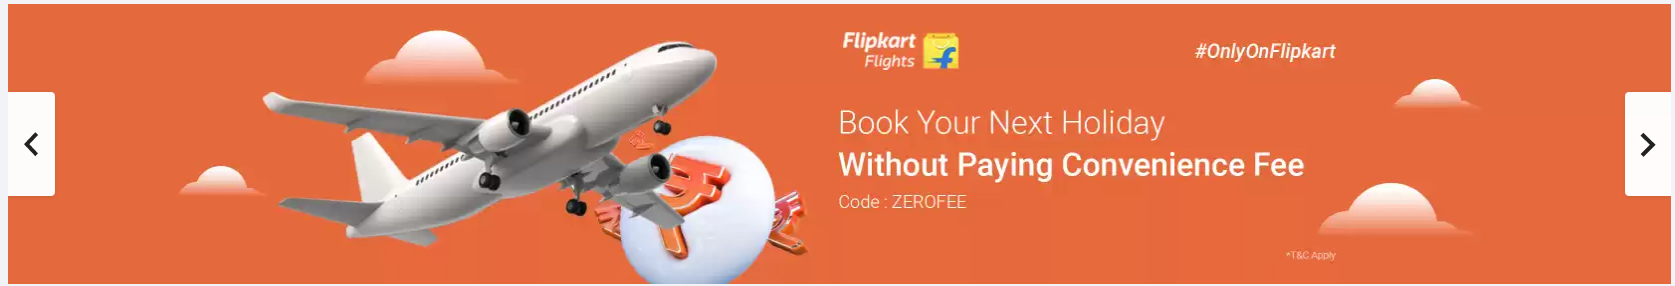 Flipkart
Flights
#OnlyOnFlipkart
Book Your Next Holiday
Without Paying Convenience Fee
Code : ZEROFEE
*T&C Apply